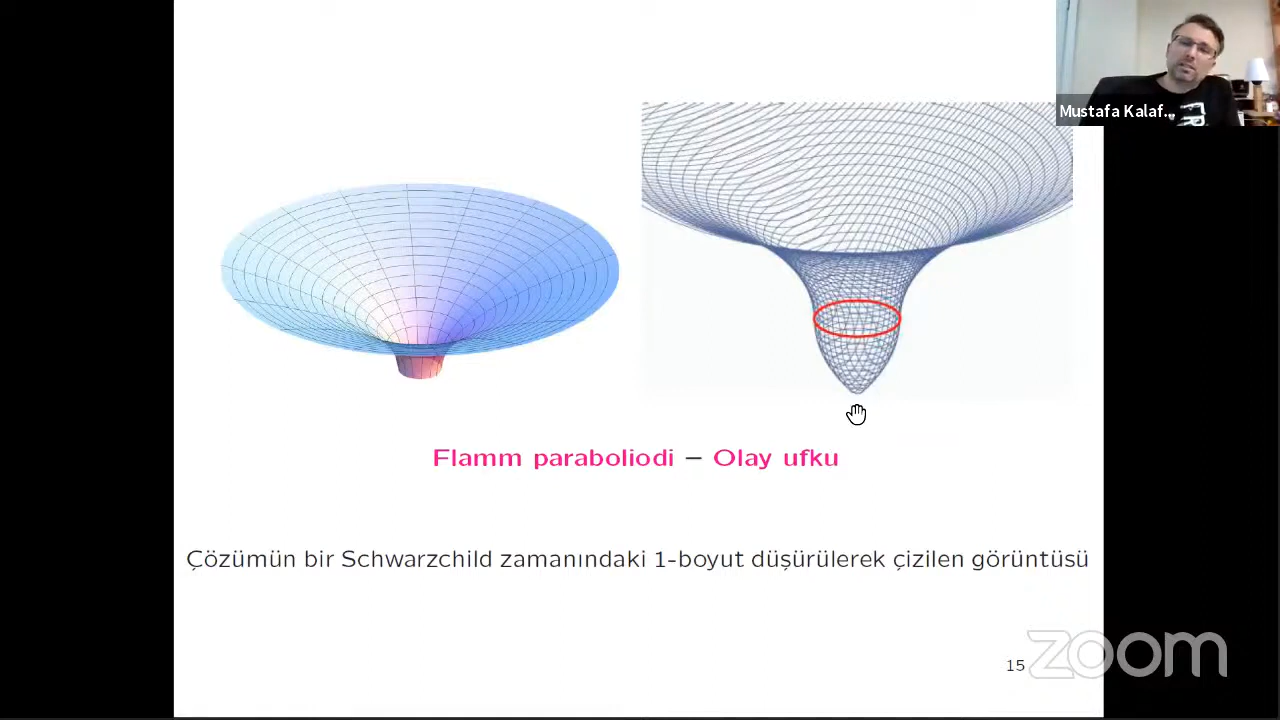 Mustafa Kalaf...
Flamm paraboliodi – Olay ufku
Çözümün bir Schwarzchild zamanındaki 1-boyut düşürülerek çizilen görüntüsü
15
zoom